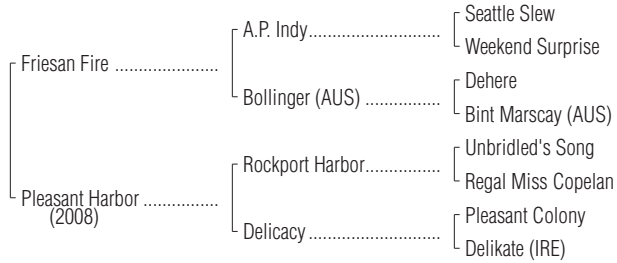 Seattle Slew
A.P. Indy..............................
Weekend Surprise
Friesan Fire .......................
Dehere
Bollinger (AUS) .................
Bint Marscay (AUS)
Unbridled's Song
Rockport Harbor.................
Regal Miss Copelan
Pleasant Harbor .................
(2008)
Pleasant Colony
Delicacy..............................
Delikate (IRE)